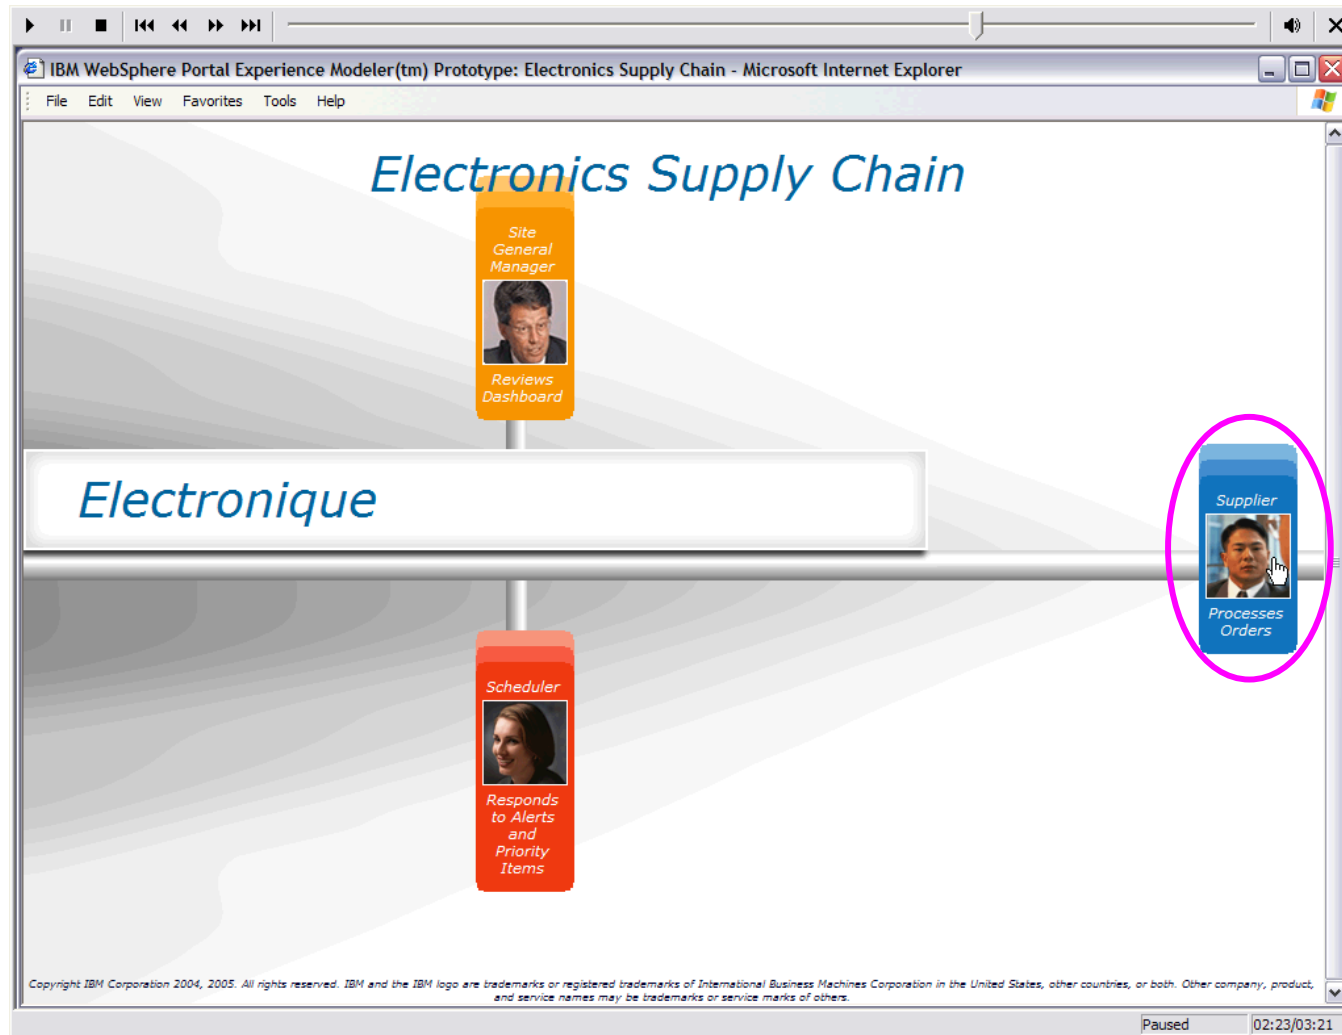 IBM WebSphere Portal Experience Modeler(tm) Prototype: Electronics Supply Chain - Microsoft Internet Explorer
File Edit View Favorites Tools Help
Electronics Supply Chain
Site
General
Manager
Reviews
Dashboard
Electronique
Supplier
Processes
Orders
Scheduler
Responds
to Alerts
and
Priority
Items
Copyright IBM Corporation 2004, 2005. All rights reserved. IBM and the IBM logo are trademarks or registered trademarks of International Business Machines Corporation in the United States, other countries, or both. Other company, product,
and service names may be trademarks or service marks of others.
Paused 02:23/03:21